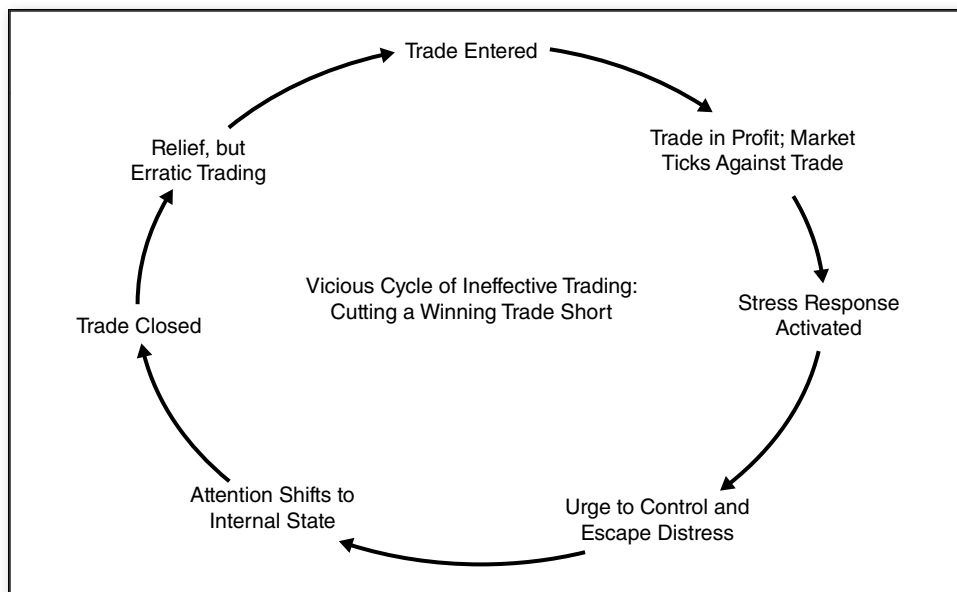 Trade Entered
Trade in Profit; Market
Ticks Against Trade
Stress Response
Activated
Urge to Control and
Escape Distress
Attention Shifts to
Internal State
Trade Closed
Relief, but
Erratic Trading
Vicious Cycle of Ineffective Trading:
Cutting a Winning Trade Short